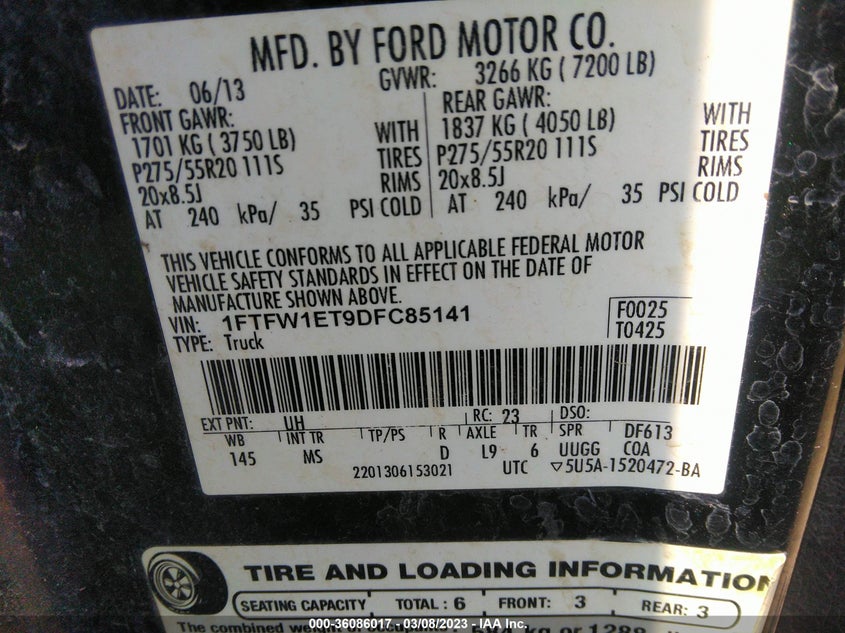 MFD. BY FORD MOTOR CO.
DATE: 06/13 GVWR: 3266 KG ( 7200 LB)
FRONT GAWR: REAR GAWR:
1701 KG ( 3750 LB) WITH 1837 KG ( 4050 LB) WITH
P275/55R20 111S TIRES P275/55R20 111S TIRES
20x8.5J RIMS 20x8.5J RIMS
AT 240 kPa/ 35 PSI COLD AT 240 kPa/ 35 PSI COLD
THIS VEHICLE CONFORMS TO ALL APPLICABLE FEDERAL MOTOR
VEHICLE SAFETY STANDARDS IN EFFECT ON THE DATE OF
MANUFACTURE SHOWN ABOVE.
VIN: 1FTFW1ET9DFC85141 F0025
TYPE: Truck T0425
EXT PNT: UH RC: 23 DSO:
WB INT TR TP/PS R AXLE TR SPR DF613
145 MS D L9 6 UUGG COA
2201306153021 UTC ▽5U5A-1520472-BA
TIRE AND LOADING INFORMATION
SEATING CAPACITY TOTAL : 6 FRONT: 3 REAR: 3
The combined weight of
000-36086017 - 03/08/2023 - IAA Inc.